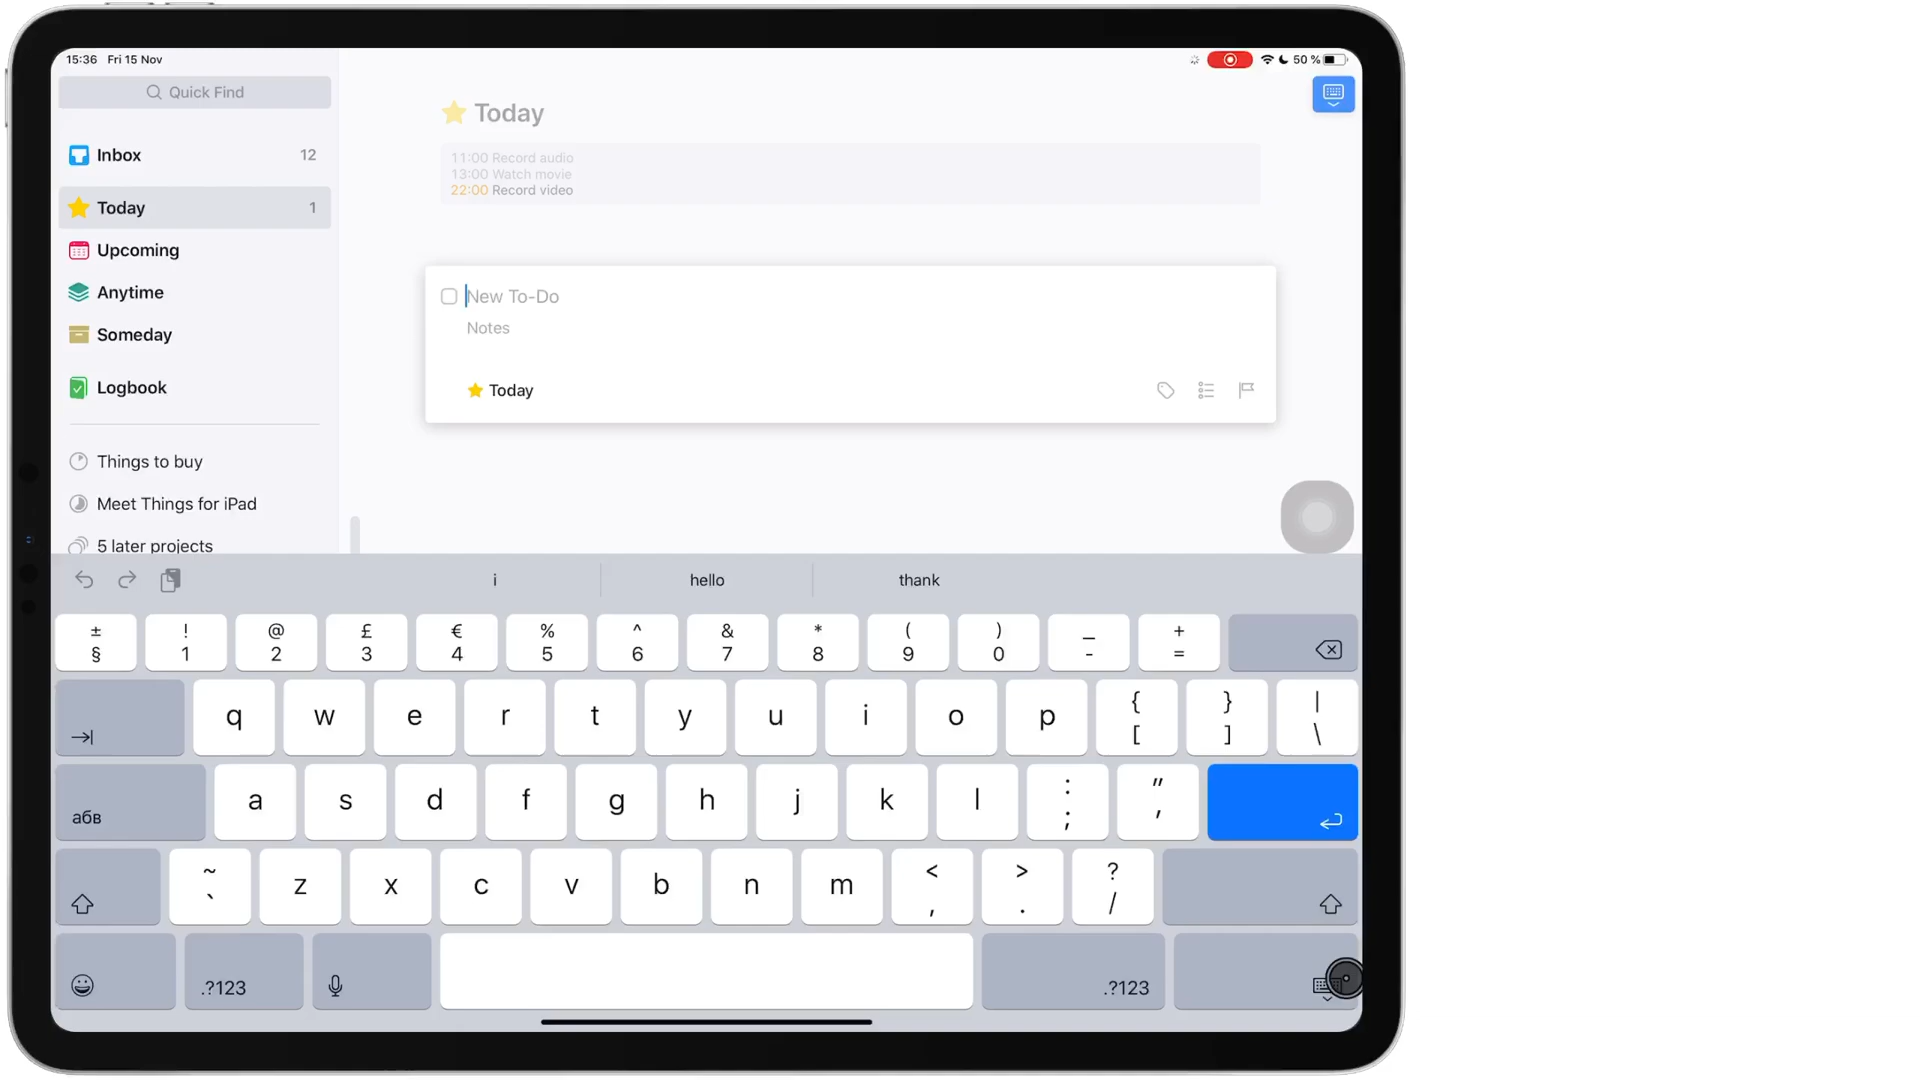 15:36 Fri 15 Nov
50 %
Quick Find
Inbox 12
Today 1
Upcoming
Anytime
Someday
Logbook
Things to buy
Meet Things for iPad
5 later projects
Today
11:00 Record audio
13:00 Watch movie
22:00 Record video
New To-Do
Notes
Today
i hello thank
± ! @ £ € % ^ & * ( ) _ +
§ 1 2 3 4 5 6 7 8 9 0 - =
q w e r t y u i o p { } |
[ ] \
абв a s d f g h j k l : "
; '
~ z x c v b n m < > ?
` , . /
.?123 .?123